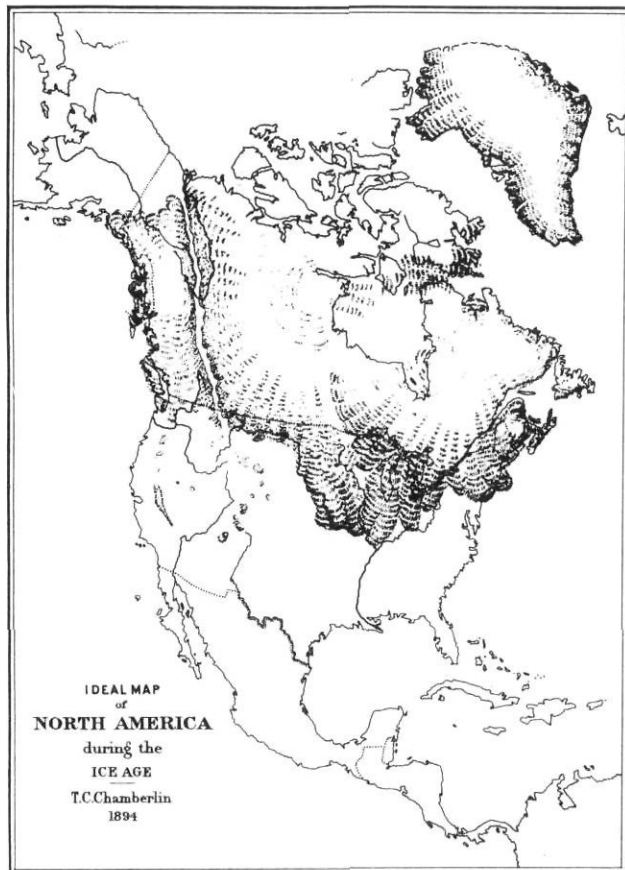 IDEAL MAP
of
NORTH AMERICA
during the
ICE AGE
T.C.Chamberlin
1894